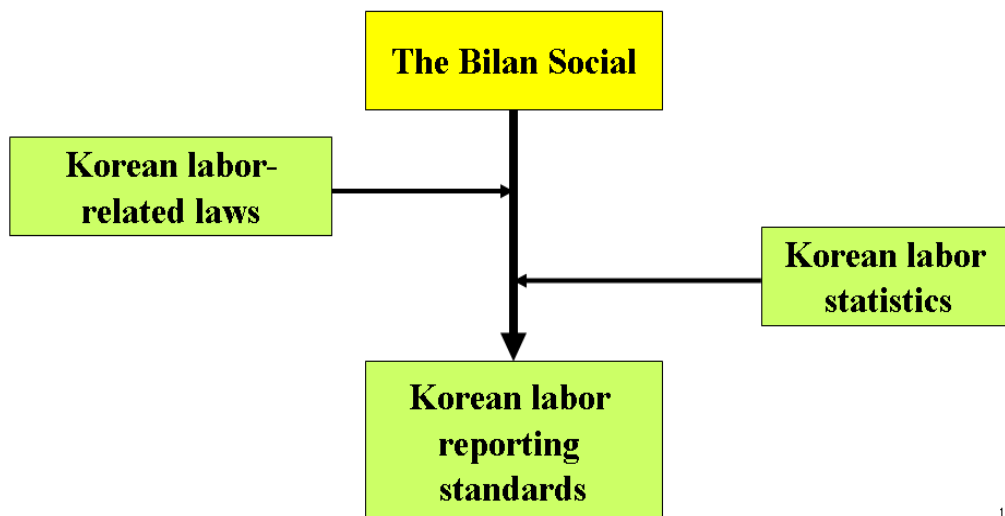 The Bilan Social
Korean labor-
related laws
Korean labor
statistics
Korean labor
reporting
standards
1